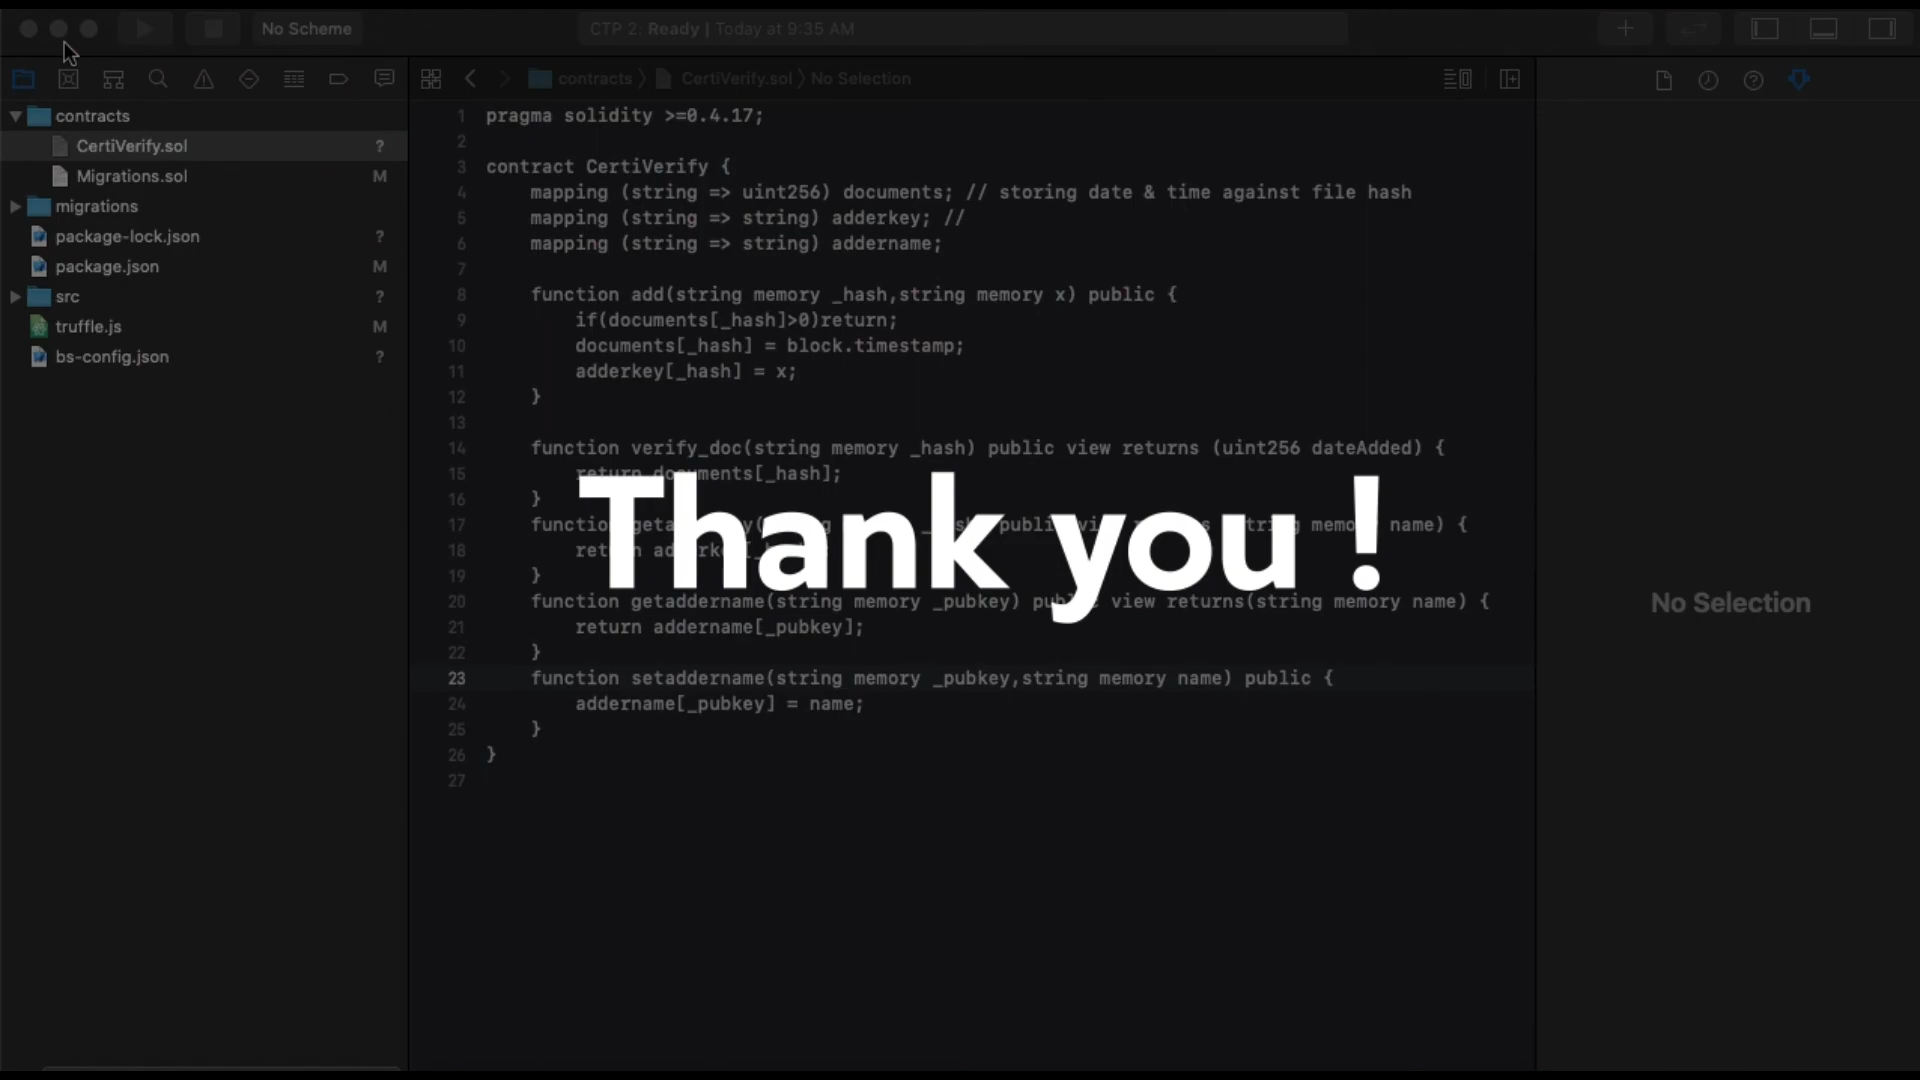 No Scheme
CTP 2: Ready | Today at 9:35 AM
contracts
CertiVerify.sol ?
Migrations.sol M
migrations
package-lock.json ?
package.json M
src ?
truffle.js M
bs-config.json ?
contracts 〉 CertiVerify.sol 〉 No Selection
1 pragma solidity >=0.4.17;
2
3 contract CertiVerify {
4 mapping (string => uint256) documents; // storing date & time against file hash
5 mapping (string => string) adderkey; //
6 mapping (string => string) addername;
7
8 function add(string memory _hash,string memory x) public {
9 if(documents[_hash]>0)return;
10 documents[_hash] = block.timestamp;
11 adderkey[_hash] = x;
12 }
13
14 function verify_doc(string memory _hash) public view returns (uint256 dateAdded) {
15 return documents[_hash];
16 }
17 function memory name) {
18
19 }
20 function getaddername(string memory _pubkey) public view returns(string memory name) {
21 return addername[_pubkey];
22 }
23 function setaddername(string memory _pubkey,string memory name) public {
24 addername[_pubkey] = name;
25 }
26 }
27
Thank you !
No Selection